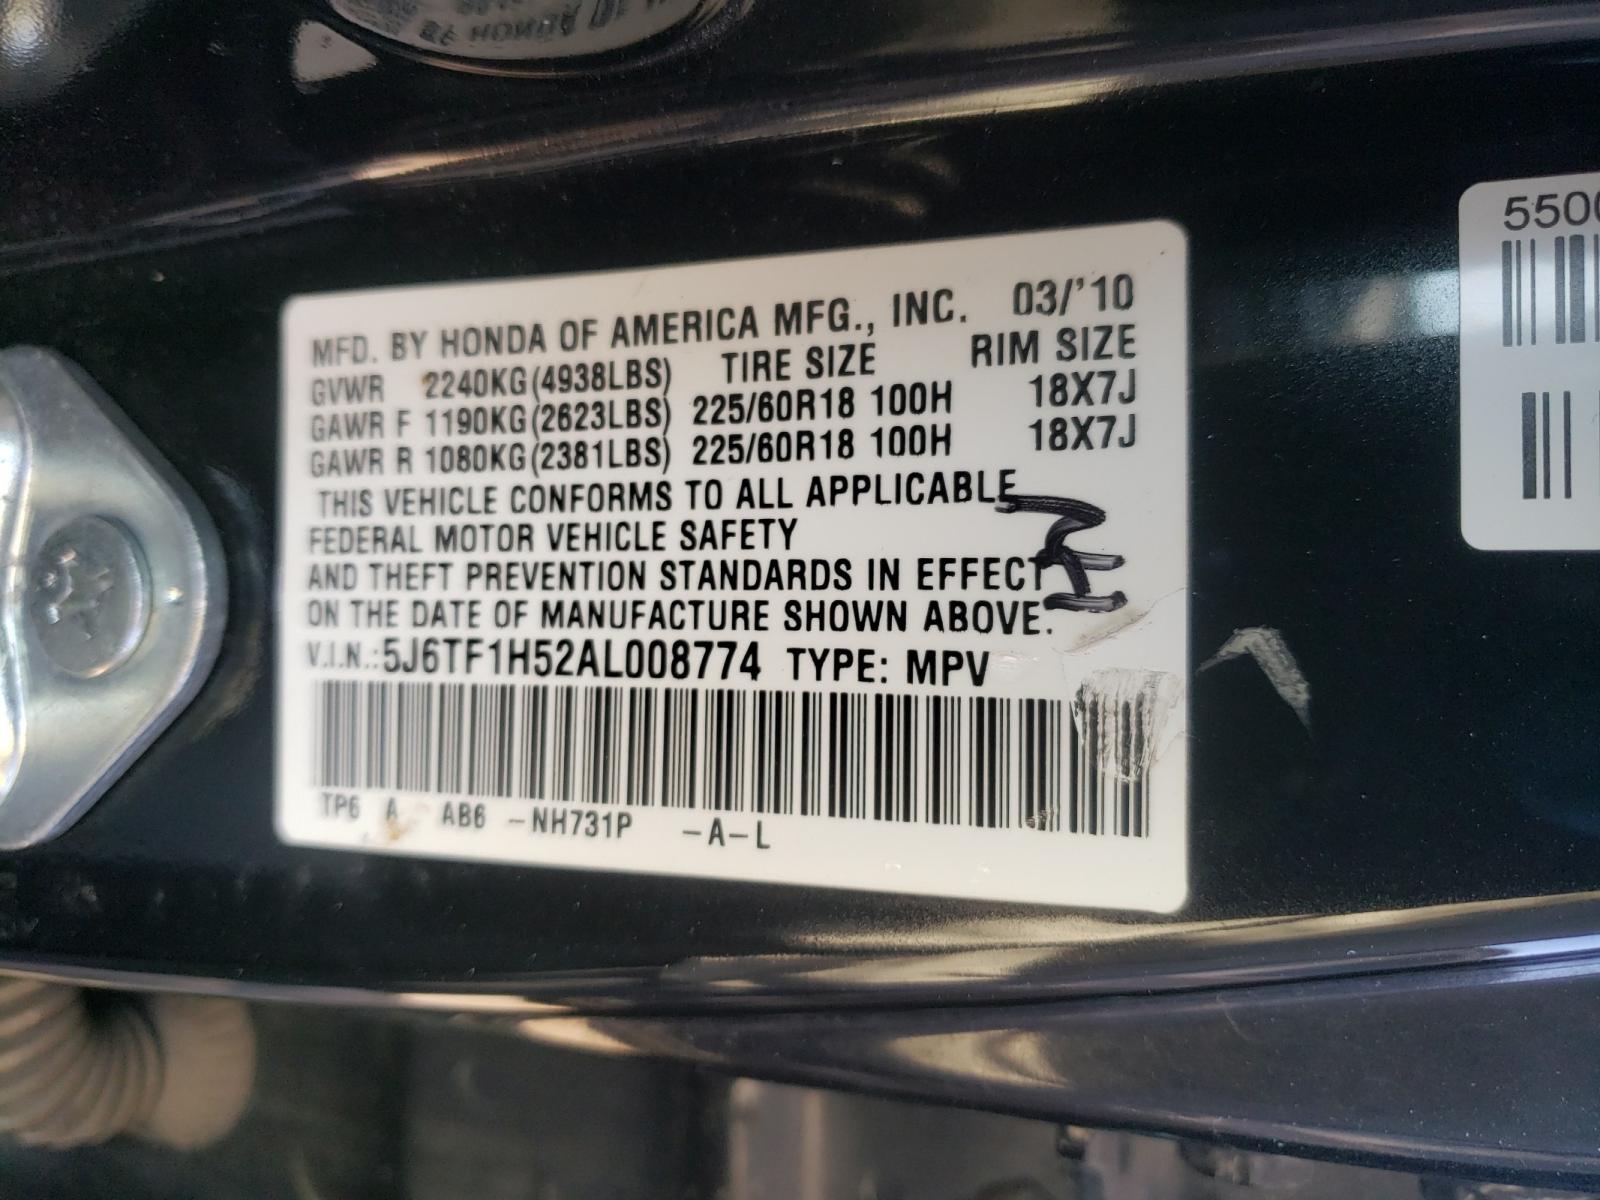 MFD. BY HONDA OF AMERICA MFG., INC. 03/'10
GVWR 2240KG(4938LBS) TIRE SIZE RIM SIZE
GAWR F 1190KG(2623LBS) 225/60R18 100H 18X7J
GAWR R 1080KG(2381LBS) 225/60R18 100H 18X7J
THIS VEHICLE CONFORMS TO ALL APPLICABLE
FEDERAL MOTOR VEHICLE SAFETY
AND THEFT PREVENTION STANDARDS IN EFFECT
ON THE DATE OF MANUFACTURE SHOWN ABOVE.
V.I.N.:5J6TF1H52AL008774 TYPE: MPV
TP6 A AB6 -NH731P -A-L
550